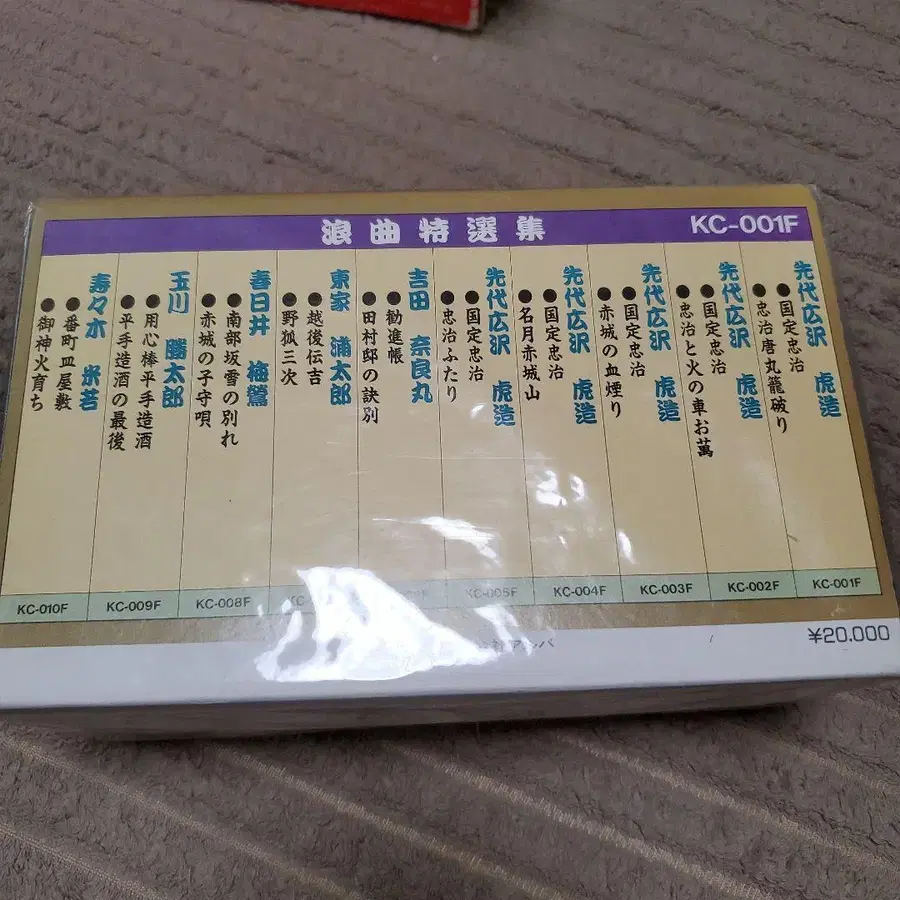 浪曲特選集
KC-001F
先代広沢 虎造
●国定忠治
●忠治唐丸籠破り
先代広沢 虎造
●国定忠治
●忠治と火の車お萬
先代広沢 虎造
●国定忠治
●赤城の血煙り
先代広沢 虎造
●国定忠治
●名月赤城山
先代広沢 虎造
●国定忠治
●忠治ふたり
吉田 奈良丸
●勧進帳
●田村邸の訣別
東家 浦太郎
●越後伝吉
●野狐三次
春日井 梅鶯
●南部坂雪の別れ
●赤城の子守唄
玉川 勝太郎
●用心棒平手造酒
●平手造酒の最後
寿々木 米若
●番町皿屋敷
●御神火育ち
KC-001F
KC-002F
KC-003F
KC-004F
KC-005F
KC-008F
KC-009F
KC-010F
¥20.000